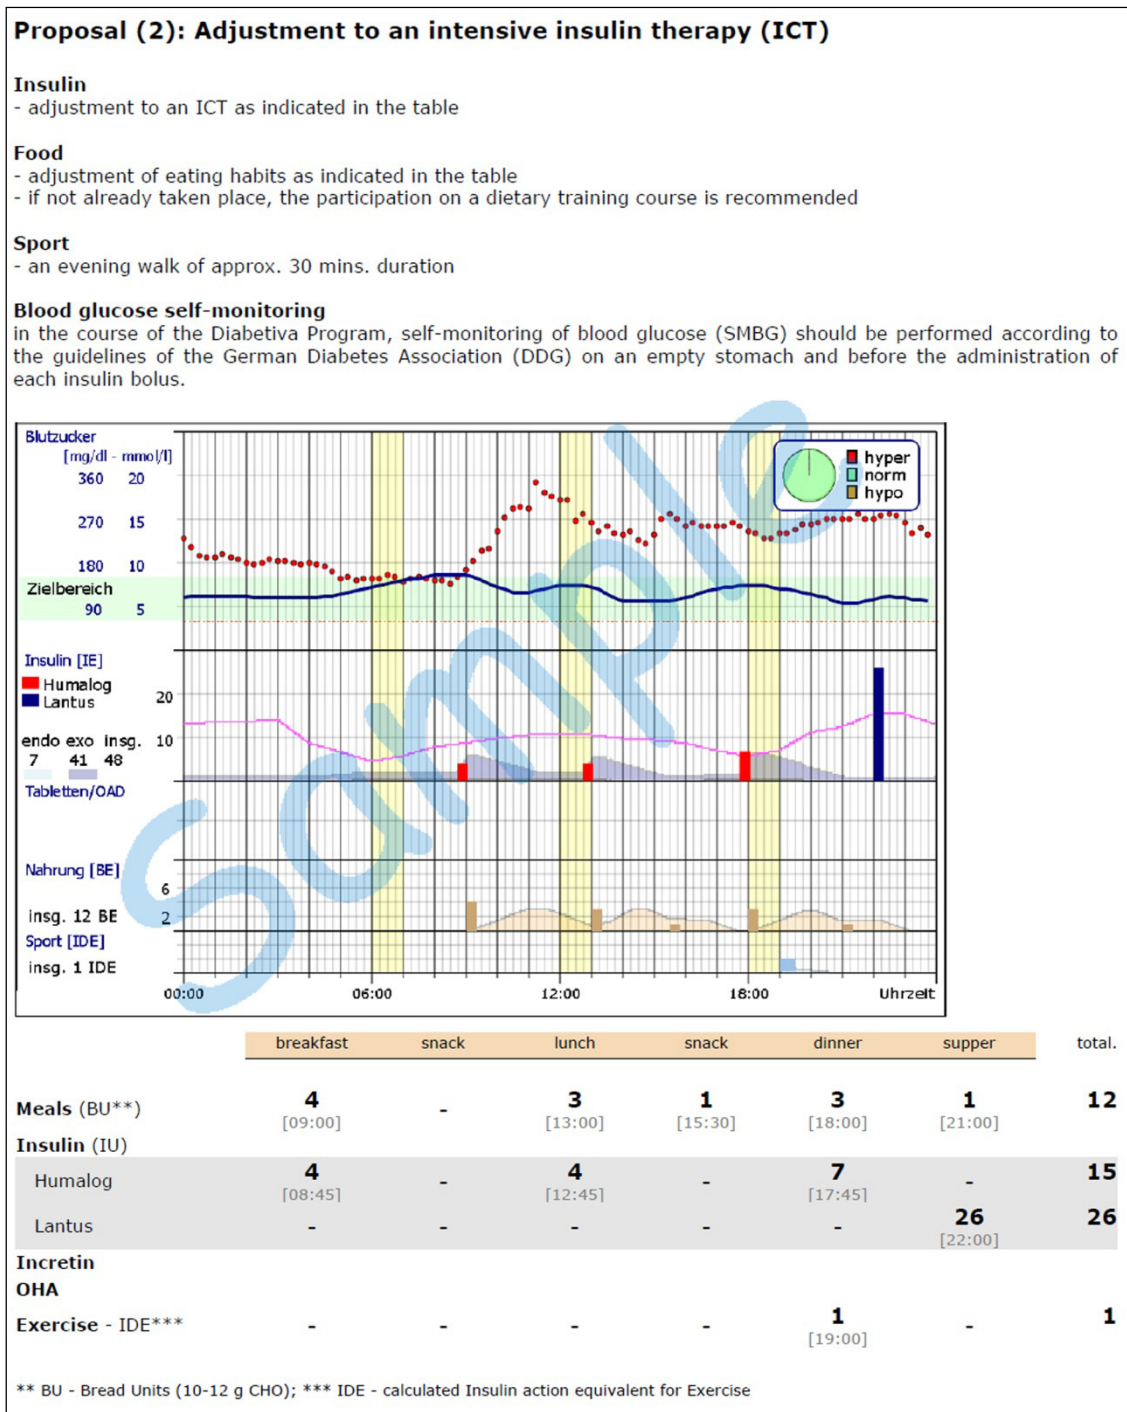 Proposal (2): Adjustment to an intensive insulin therapy (ICT)
Insulin
- adjustment to an ICT as indicated in the table
Food
- adjustment of eating habits as indicated in the table
- if not already taken place, the participation on a dietary training course is recommended
Sport
- an evening walk of approx. 30 mins. duration
Blood glucose self-monitoring
in the course of the Diabetiva Program, self-monitoring of blood glucose (SMBG) should be performed according to
the guidelines of the German Diabetes Association (DDG) on an empty stomach and before the administration of
each insulin bolus.
Blutzucker
[mg/dl - mmol/l]
360 20
270 15
180 10
Zielbereich
90 5
hyper
norm
hypo
Insulin [IE]
Humalog
Lantus
20
10
endo exo insg.
7 41 48
Tabletten/OAD
Nahrung [BE]
6
insg. 12 BE 2
Sport [IDE]
insg. 1 IDE
00:00 06:00 12:00 18:00 Uhrzeit
Sample
breakfast snack lunch snack dinner supper total.
Meals (BU**) 4 - 3 1 3 1 12
[09:00] [13:00] [15:30] [18:00] [21:00]
Insulin (IU)
Humalog 4 - 4 - 7 - 15
[08:45] [12:45] [17:45]
Lantus - - - - - 26 26
[22:00]
Incretin
OHA
Exercise - IDE*** - - - - 1 - 1
[19:00]
** BU - Bread Units (10-12 g CHO); *** IDE - calculated Insulin action equivalent for Exercise